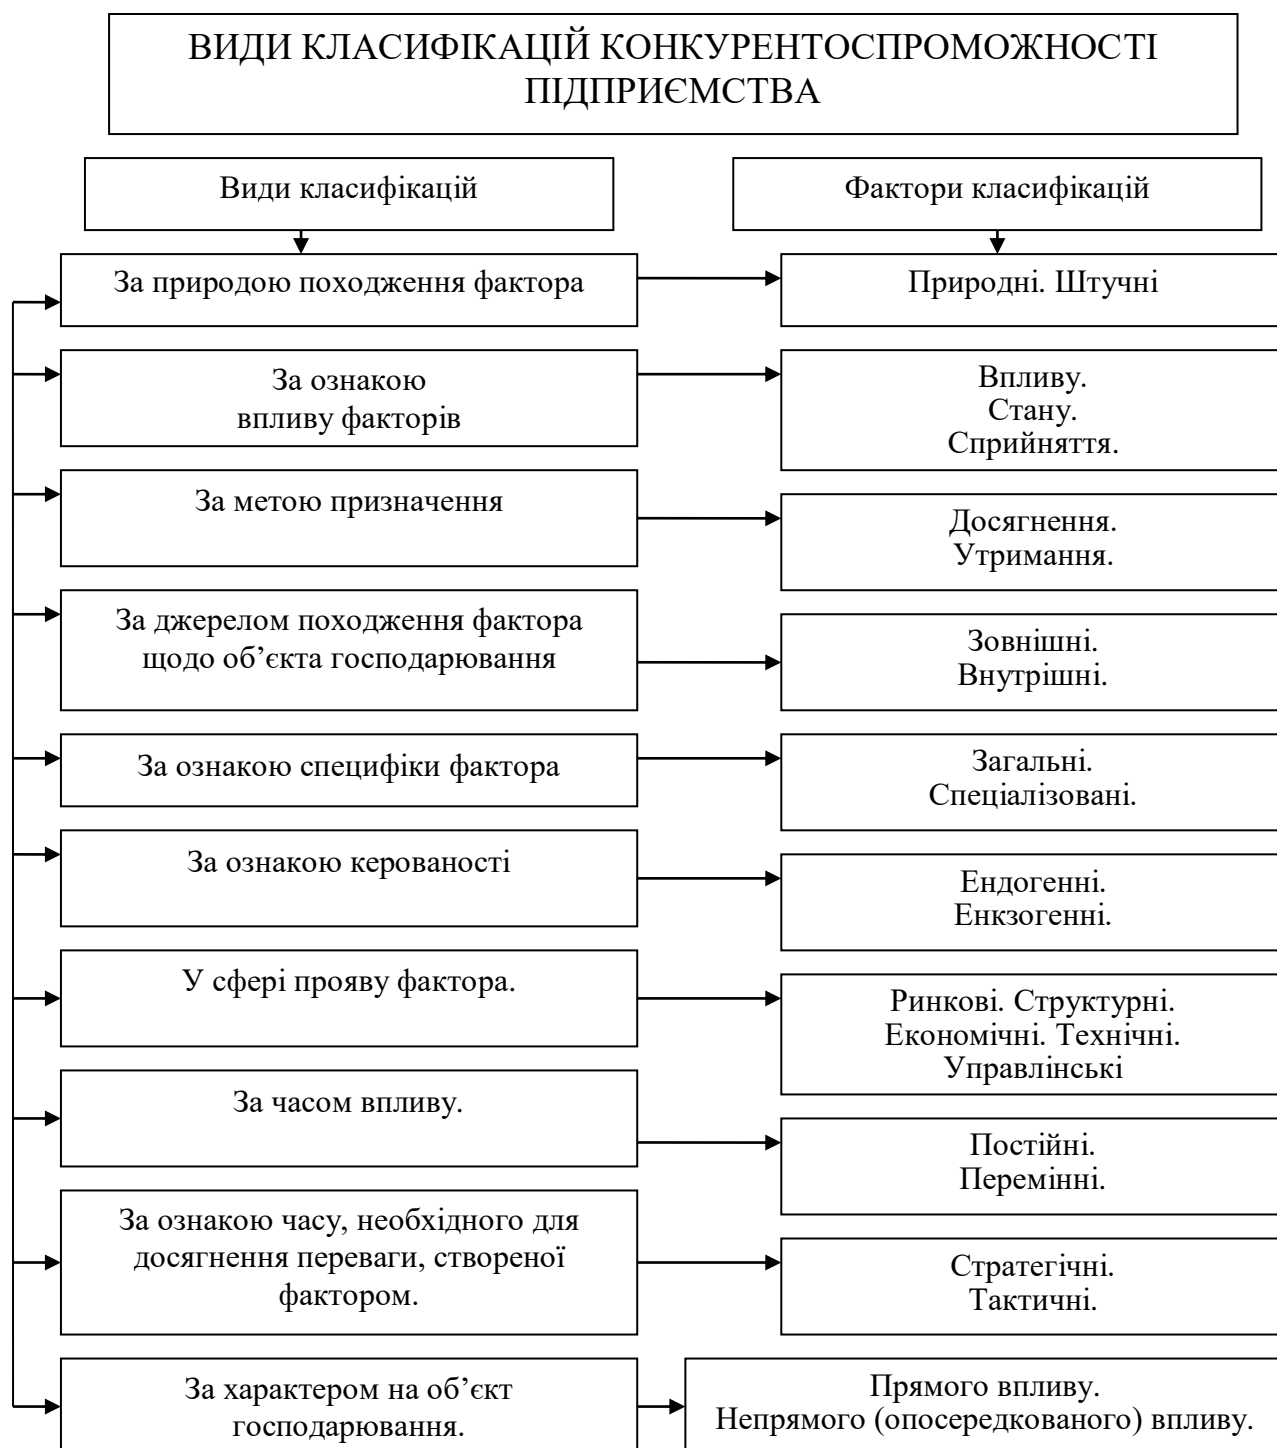 ВИДИ КЛАСИФІКАЦІЙ КОНКУРЕНТОСПРОМОЖНОСТІ
ПІДПРИЄМСТВА
Види класифікацій
Фактори класифікацій
За природою походження фактора
Природні. Штучні
За ознакою
впливу факторів
Впливу.
Стану.
Сприйняття.
За метою призначення
Досягнення.
Утримання.
За джерелом походження фактора
щодо об’єкта господарювання
Зовнішні.
Внутрішні.
За ознакою специфіки фактора
Загальні.
Спеціалізовані.
За ознакою керованості
Ендогенні.
Енкзогенні.
У сфері прояву фактора.
Ринкові. Структурні.
Економічні. Технічні.
Управлінські
За часом впливу.
Постійні.
Перемінні.
За ознакою часу, необхідного для
досягнення переваги, створеної
фактором.
Стратегічні.
Тактичні.
За характером на об’єкт
господарювання.
Прямого впливу.
Непрямого (опосередкованого) впливу.